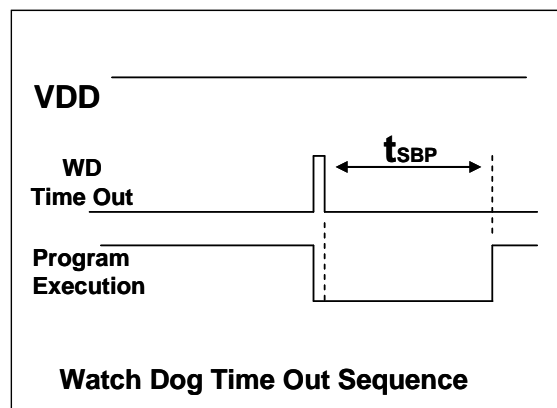 VDD
tSBP
WD
Time Out
Program
Execution
Watch Dog Time Out Sequence